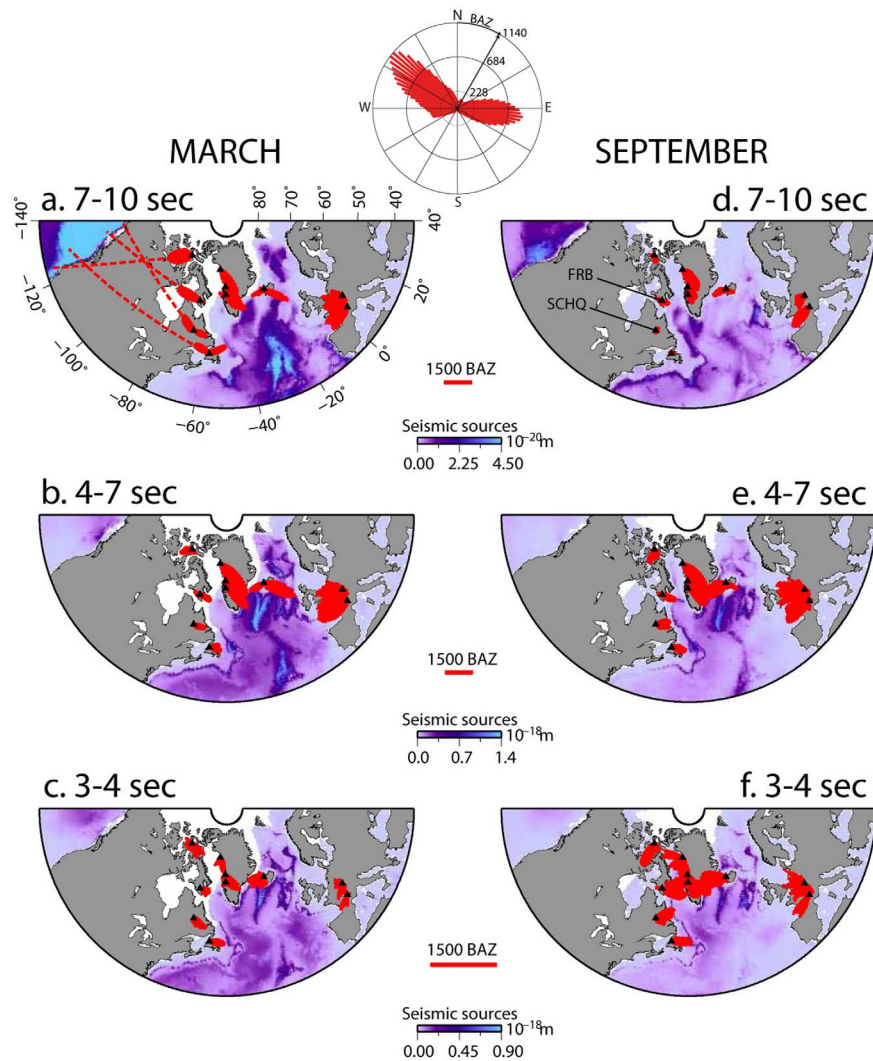 N
BAZ
1140
684
228
W
E
S
MARCH
SEPTEMBER
a. 7-10 sec
80°
70°
60°
50°
40°
d. 7-10 sec
−140°
40°
−120°
20°
−100°
0°
−80°
−20°
−60°
−40°
FRB
SCHQ
1500 BAZ
Seismic sources
10⁻²⁰m
0.00 2.25 4.50
b. 4-7 sec
e. 4-7 sec
1500 BAZ
Seismic sources
10⁻¹⁸m
0.0 0.7 1.4
c. 3-4 sec
f. 3-4 sec
1500 BAZ
Seismic sources
10⁻¹⁸m
0.00 0.45 0.90